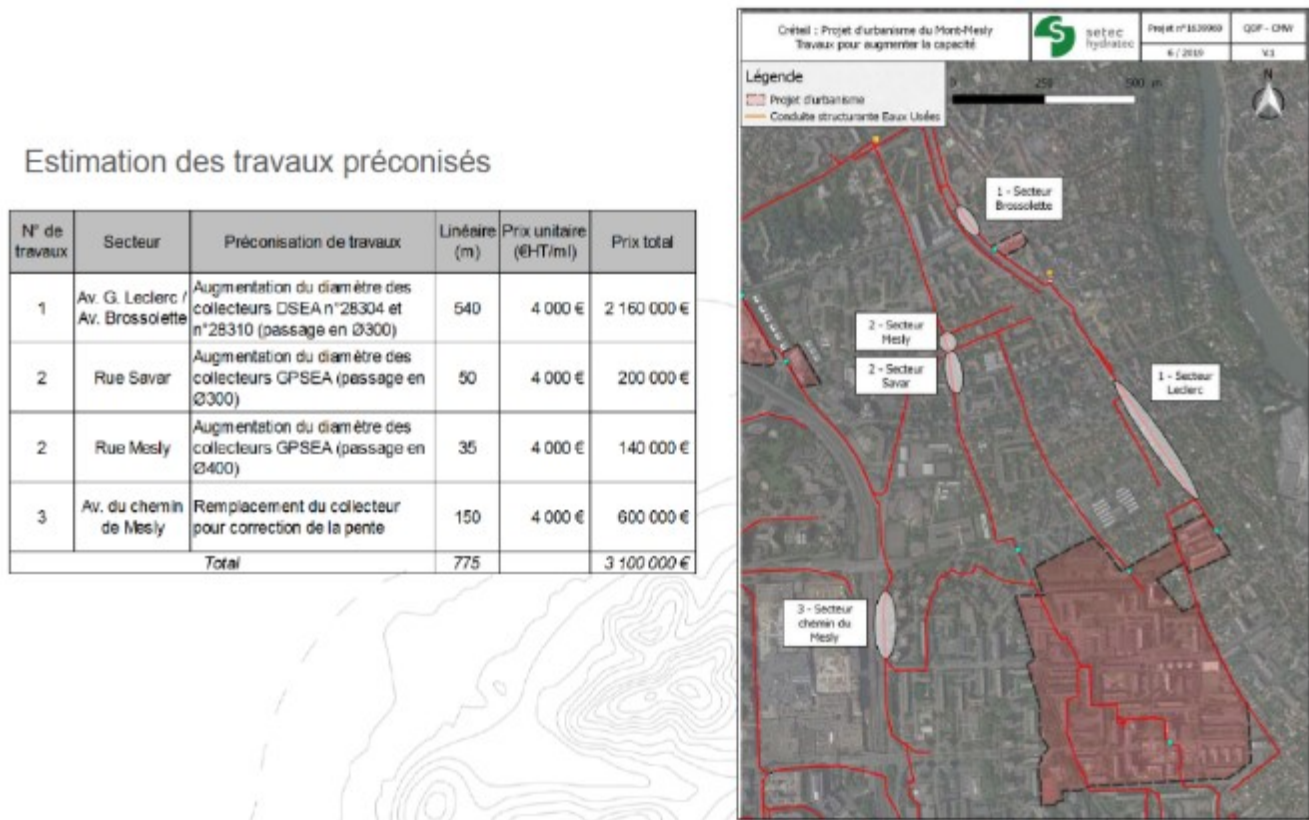 Estimation des travaux préconisés
N° de travaux Secteur Préconisation de travaux Linéaire (m) Prix unitaire (€HT/ml) Prix total
1 Av. G. Leclerc / Av. Brossolette Augmentation du diamètre des collecteurs DSEA n°28304 et n°28310 (passage en Ø300) 540 4 000 € 2 160 000 €
2 Rue Savar Augmentation du diamètre des collecteurs GPSEA (passage en Ø300) 50 4 000 € 200 000 €
2 Rue Mesly Augmentation du diamètre des collecteurs GPSEA (passage en Ø400) 35 4 000 € 140 000 €
3 Av. du chemin de Mesly Remplacement du collecteur pour correction de la pente 150 4 000 € 600 000 €
Total 775 3 100 000 €
Créteil : Projet d'urbanisme du Mont-Mesly
Travaux pour augmenter la capacité
setec
hydratec
Projet n°
6 / 2019
V.1
Légende
Projet d'urbanisme
Conduite structurante Eaux Usées
0 250 500 m
N
1 - Secteur
Brossolette
2 - Secteur
Mesly
2 - Secteur
Savar
1 - Secteur
Leclerc
3 - Secteur
chemin du
Mesly